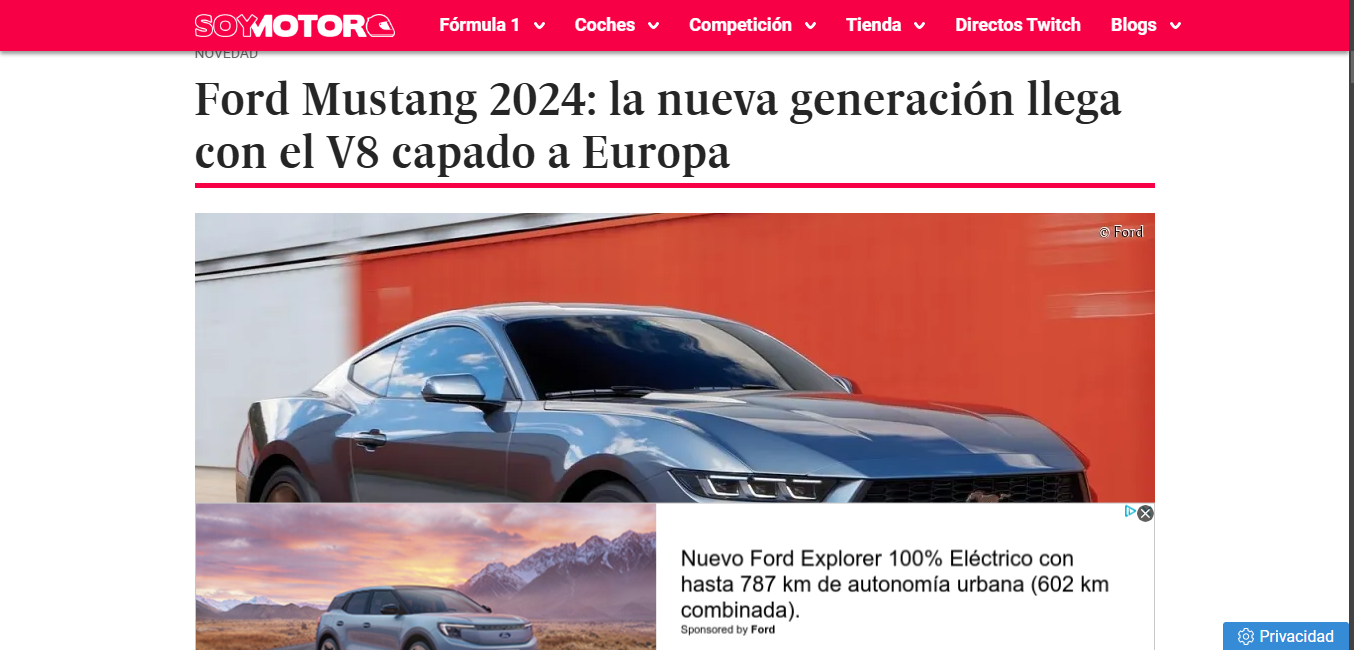 SOYMOTOR
Fórmula 1 Coches Competición Tienda Directos Twitch Blogs
NOVEDAD
Ford Mustang 2024: la nueva generación llega
con el V8 capado a Europa
© Ford
Nuevo Ford Explorer 100% Eléctrico con
hasta 787 km de autonomía urbana (602 km
combinada).
Sponsored by Ford
Privacidad